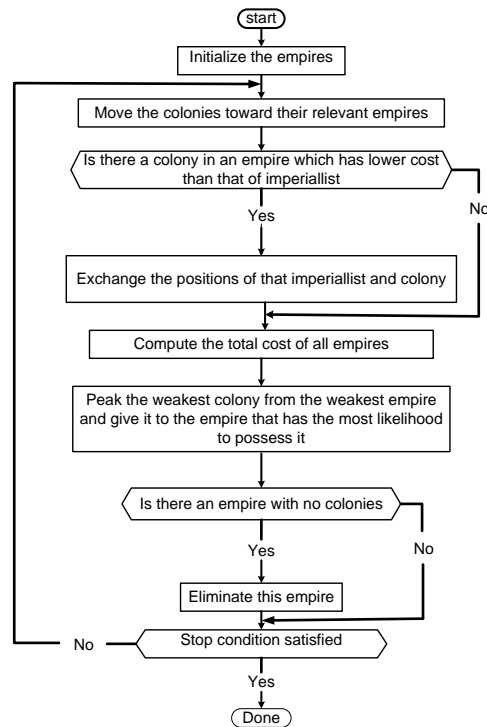 start
Initialize the empires
Move the colonies toward their relevant empires
Is there a colony in an empire which has lower cost
than that of imperiallist
No
Yes
Exchange the positions of that imperiallist and colony
Compute the total cost of all empires
Peak the weakest colony from the weakest empire
and give it to the empire that has the most likelihood
to possess it
Is there an empire with no colonies
No
Yes
Eliminate this empire
No
Stop condition satisfied
Yes
Done